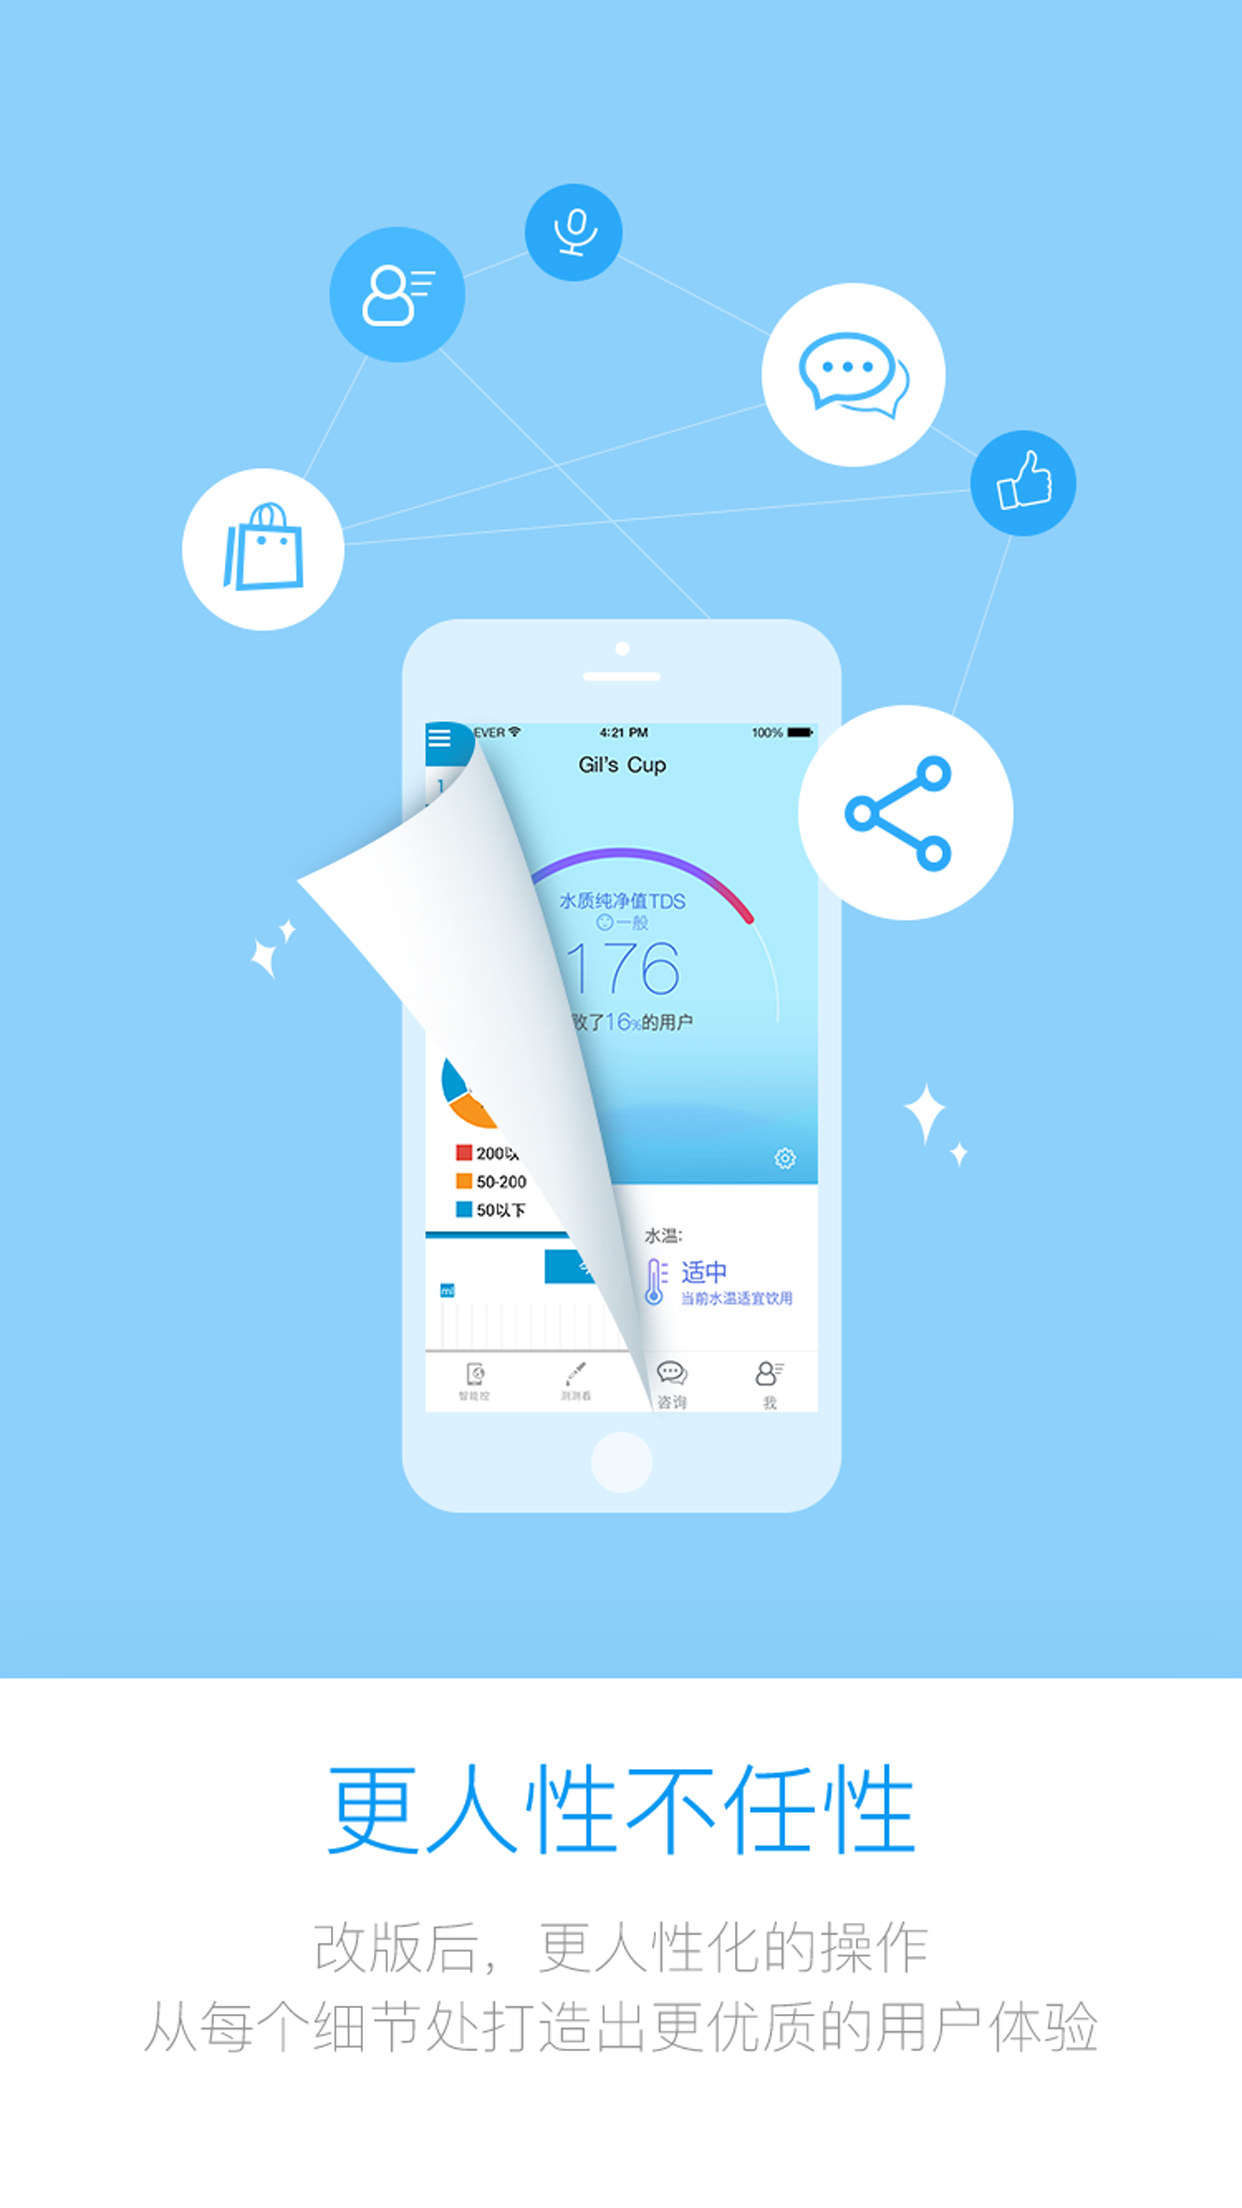 EVER 4:21 PM 100%
Gil's Cup
1
水质纯净值TDS
一般
176
败了16%的用户
200以
50-200
50以下
水温:
适中
当前水温适宜饮用
mil
智能控 测测看 咨询 我
更人性不任性
改版后，更人性化的操作
从每个细节处打造出更优质的用户体验